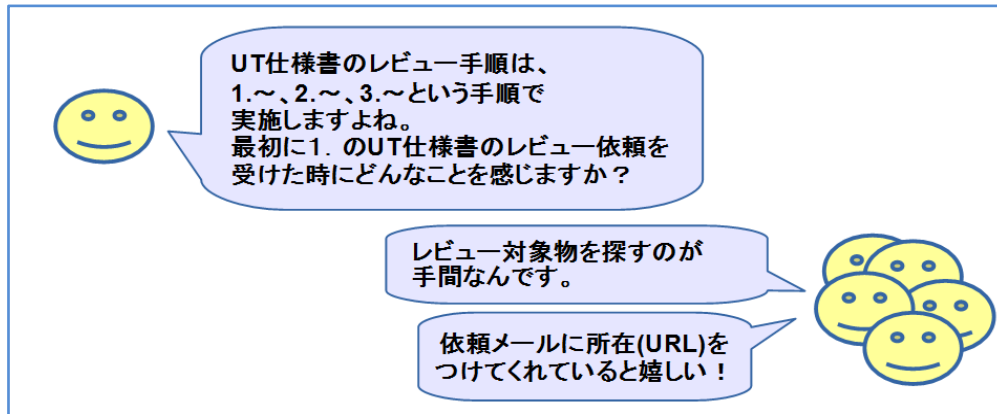 UT仕様書のレビュー手順は、
1.～、2.～、3.～という手順で
実施しますよね。
最初に１．のUT仕様書のレビュー依頼を
受けた時にどんなことを感じますか？
レビュー対象物を探すのが
手間なんです。
依頼メールに所在(URL)を
つけてくれていると嬉しい！